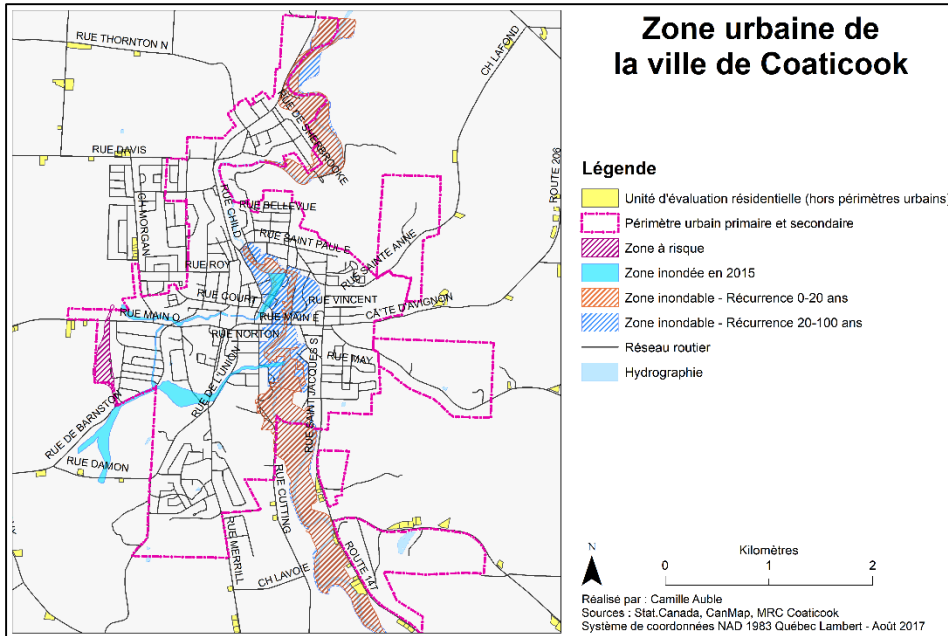 Zone urbaine de
la ville de Coaticook
Légende
Unité d'évaluation résidentielle (hors périmètres urbains)
Périmètre urbain primaire et secondaire
Zone à risque
Zone inondée en 2015
Zone inondable - Récurrence 0-20 ans
Zone inondable - Récurrence 20-100 ans
Réseau routier
Hydrographie
N
Kilomètres
0 1 2
Réalisé par : Camille Auble
Sources : Stat.Canada, CanMap, MRC Coaticook
Système de coordonnées NAD 1983 Québec Lambert - Août 2017
RUE THORNTON N
CH LAFOND
RUE DE SHERBROOKE
RUE DAVIS
ROUTE 206
CH MORGAN
RUE CHILD
RUE BELLEVUE
RUE SAINT PAUL E
RUE SAINTE ANNE
RUE ROY
RUE COURT
RUE VINCENT
CA'TE D'AVIGNON
RUE MAIN O
RUE MAIN E
RUE NORTON
RUE MAY
RUE DE L'UNION
RUE SAINT JACQUES S
RUE DE BARNSTON
RUE DAMON
RUE CUTTING
RUE MERRILL
ROUTE 147
CH LAVOIE